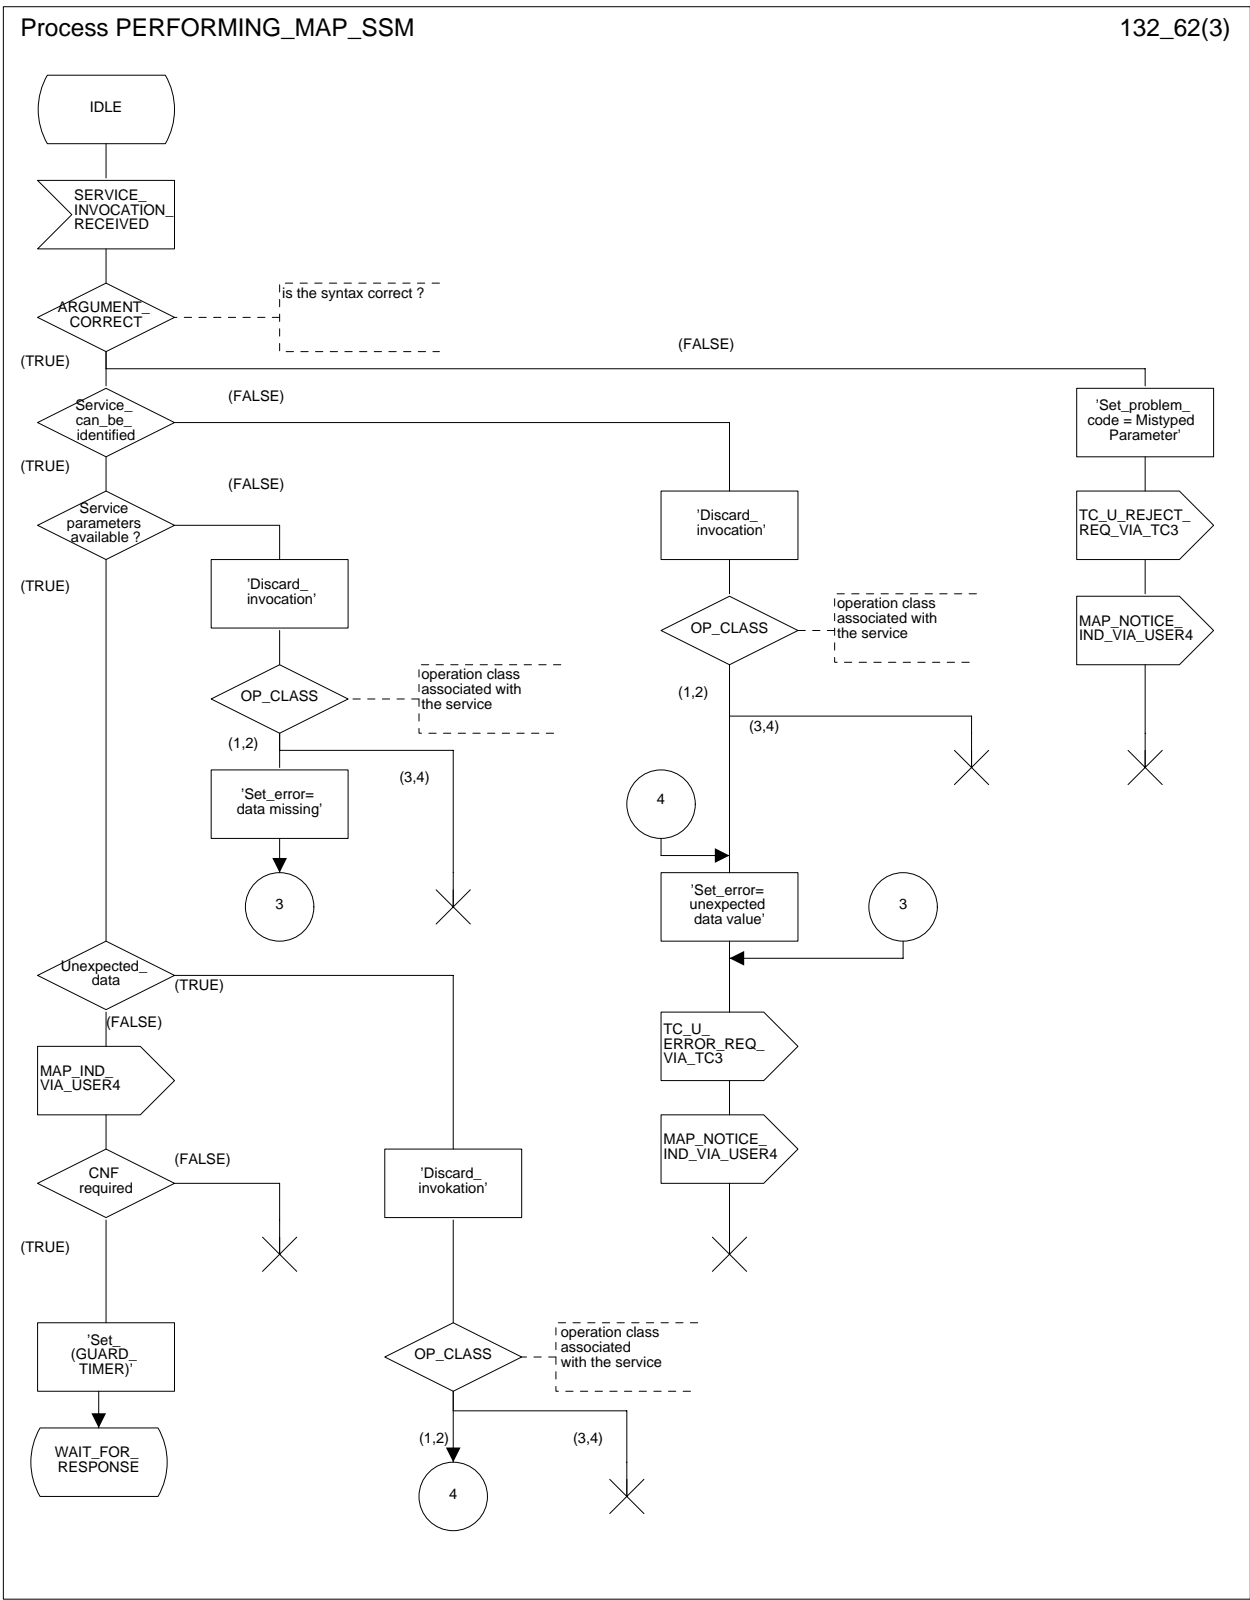 Process PERFORMING_MAP_SSM
132_62(3)
IDLE
SERVICE_
INVOCATION_
RECEIVED
ARGUMENT_
CORRECT
is the syntax correct ?
(TRUE)
(FALSE)
Service_
can_be_
identified
(FALSE)
'Set_problem_
code = Mistyped
Parameter'
(TRUE)
(FALSE)
Service
parameters
available ?
'Discard_
invocation'
TC_U_REJECT_
REQ_VIA_TC3
(TRUE)
'Discard_
invocation'
OP_CLASS
operation class
associated with
the service
MAP_NOTICE_
IND_VIA_USER4
OP_CLASS
operation class
associated with
the service
(1,2)
(3,4)
(1,2)
(3,4)
'Set_error=
data missing'
4
3
'Set_error=
unexpected
data value'
3
Unexpected_
data
(TRUE)
(FALSE)
MAP_IND_
VIA_USER4
TC_U_
ERROR_REQ_
VIA_TC3
MAP_NOTICE_
IND_VIA_USER4
CNF
required
(FALSE)
'Discard_
invokation'
(TRUE)
'Set_
(GUARD_
TIMER)'
OP_CLASS
operation class
associated
with the service
(1,2)
(3,4)
WAIT_FOR_
RESPONSE
4